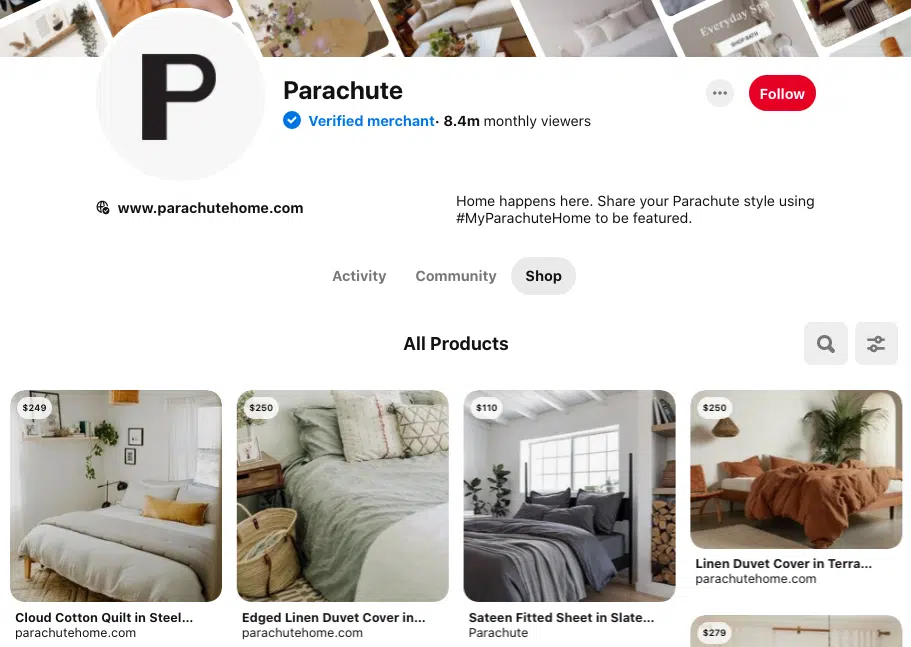 Everyday Spa
SHOP BATH
P
Parachute
Verified merchant · 8.4m monthly viewers
Follow
www.parachutehome.com
Home happens here. Share your Parachute style using
#MyParachuteHome to be featured.
Activity
Community
Shop
All Products
$249
Cloud Cotton Quilt in Steel...
parachutehome.com
$250
Edged Linen Duvet Cover in...
parachutehome.com
$110
Sateen Fitted Sheet in Slate...
Parachute
$250
Linen Duvet Cover in Terra...
parachutehome.com
$279